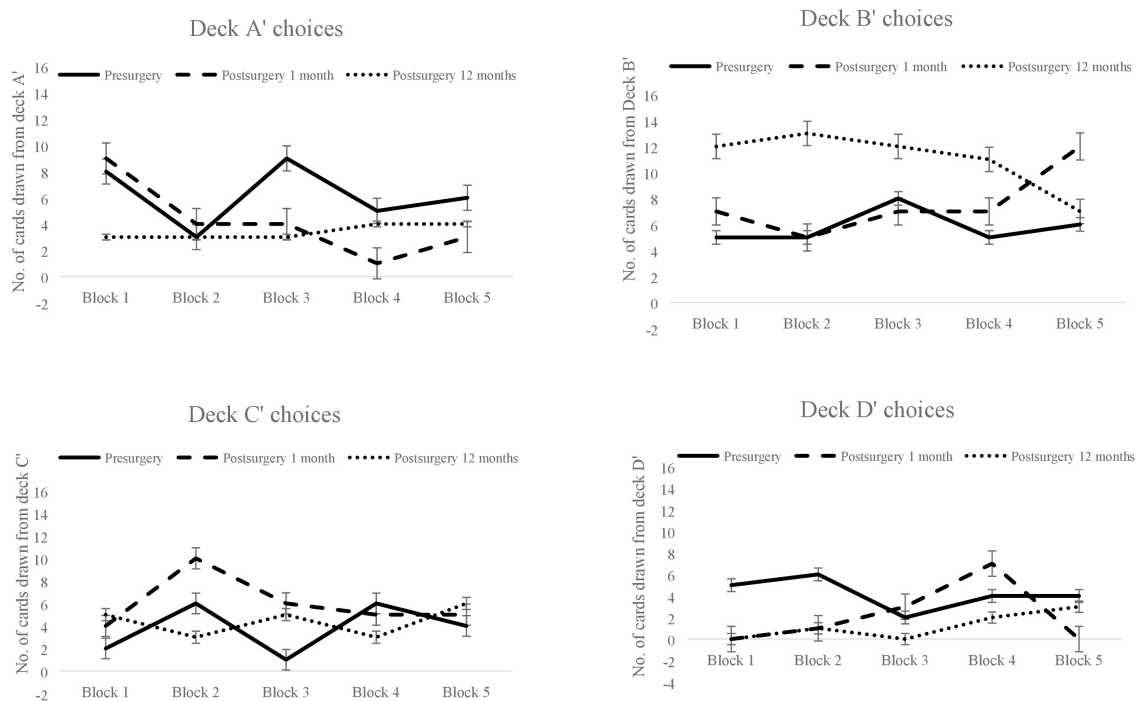 Deck A' choices
Presurgery Postsurgery 1 month Postsurgery 12 months
No. of cards drawn from deck A'
16
14
12
10
8
6
4
2
0
-2
Block 1 Block 2 Block 3 Block 4 Block 5
Deck B' choices
Presurgery Postsurgery 1 month Postsurgery 12 months
No. of cards drawn from Deck B'
16
14
12
10
8
6
4
2
0
-2
Block 1 Block 2 Block 3 Block 4 Block 5
Deck C' choices
Presurgery Postsurgery 1 month Postsurgery 12 months
No. of cards drawn from deck C'
16
14
12
10
8
6
4
2
0
-2
Block 1 Block 2 Block 3 Block 4 Block 5
Deck D' choices
Presurgery Postsurgery 1 month Postsurgery 12 months
No. of cards drawn from deck D'
16
14
12
10
8
6
4
2
0
-2
-4
Block 1 Block 2 Block 3 Block 4 Block 5